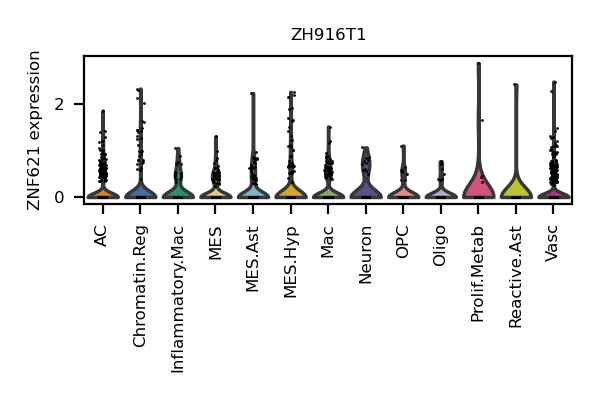 ZH916T1
ZNF621 expression
2
0
AC
Chromatin.Reg
Inflammatory.Mac
MES
MES.Ast
MES.Hyp
Mac
Neuron
OPC
Oligo
Prolif.Metab
Reactive.Ast
Vasc